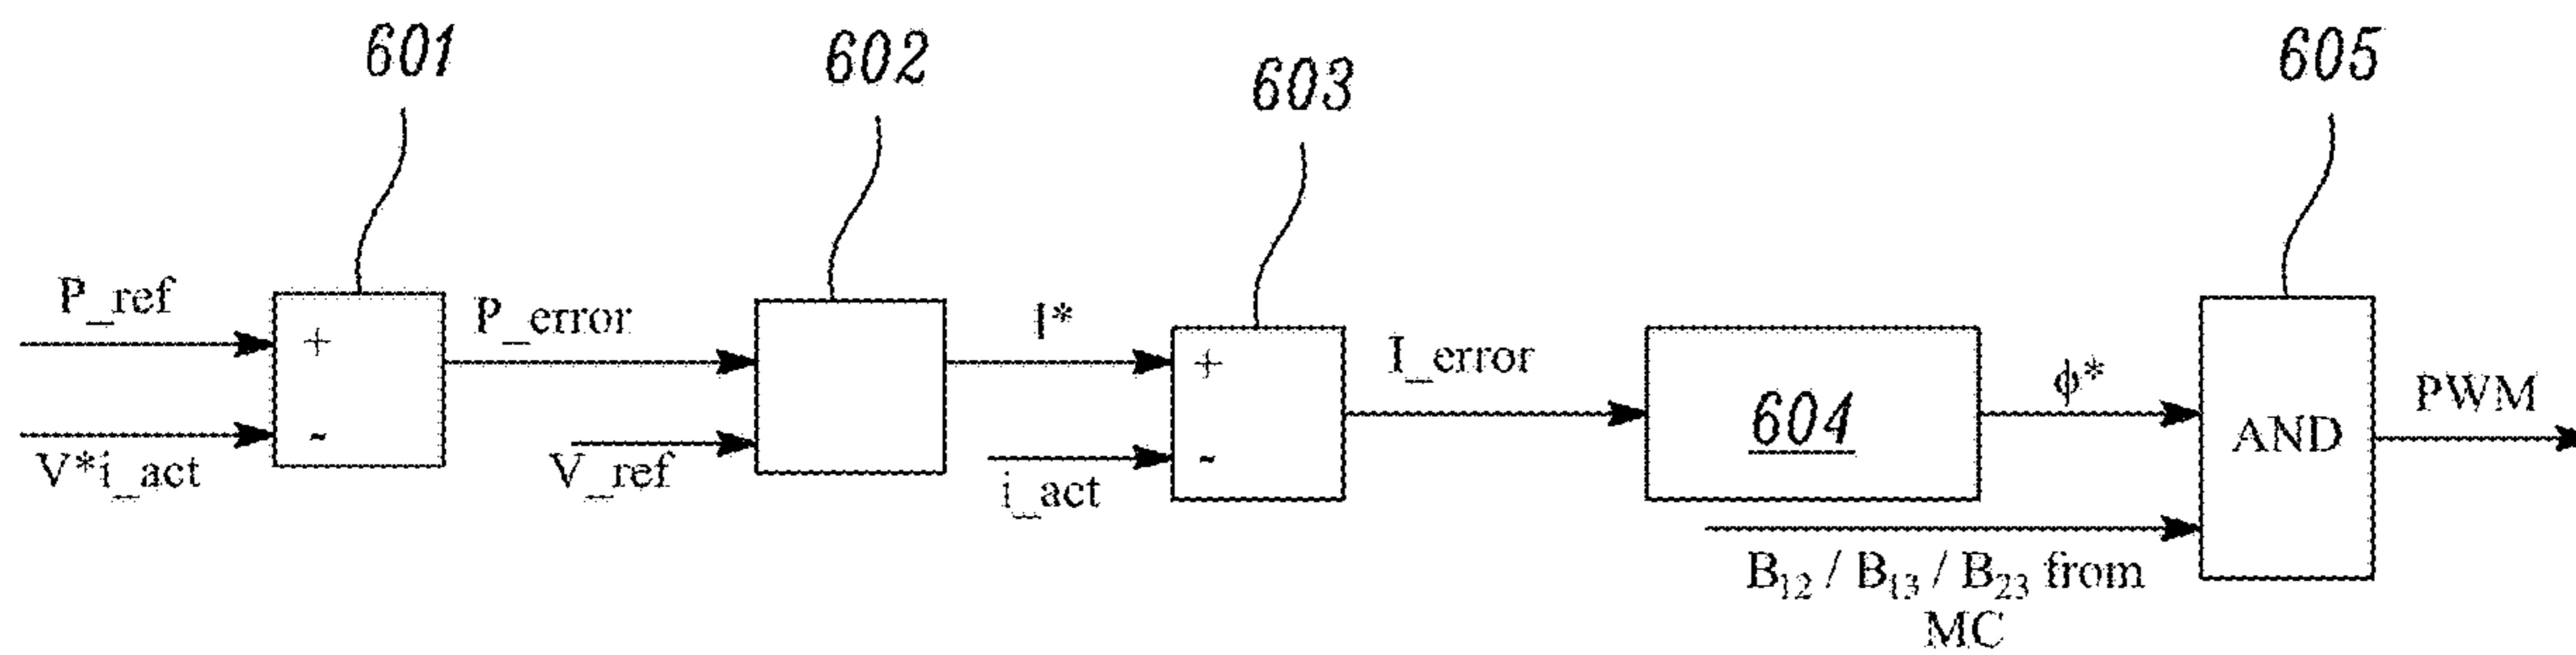 601
602
603
605
P_ref
+
-
V*i_act
P_error
V_ref
I*
+
-
i_act
I_error
604
ϕ*
AND
PWM
B₁₂ / B₁₃ / B₂₃ from
MC